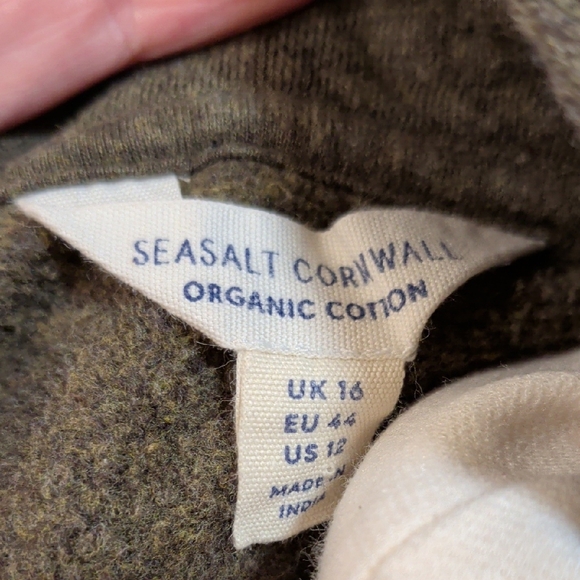 SEASALT CORNWALL
ORGANIC COTTON
UK 16
EU 44
US 12
MADE IN
INDIA